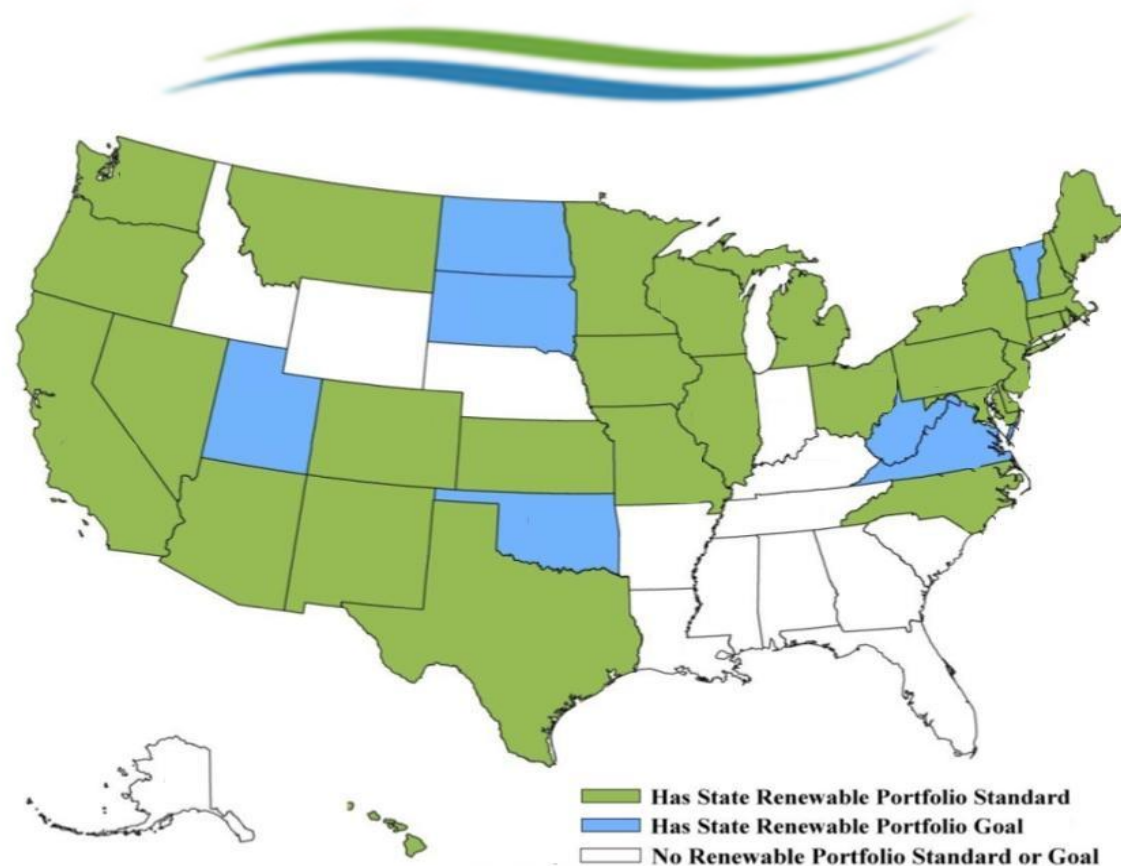 Has State Renewable Portfolio Standard
Has State Renewable Portfolio Goal
No Renewable Portfolio Standard or Goal